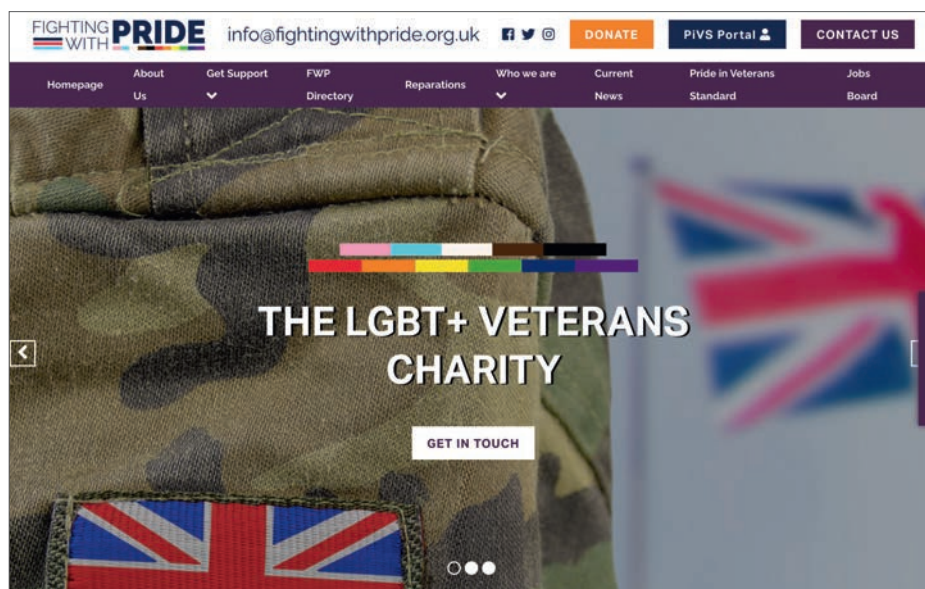 FIGHTING
WITH PRIDE
info@fightingwithpride.org.uk
DONATE
PiVS Portal
CONTACT US
Homepage
About
Us
Get Support
FWP
Directory
Reparations
Who we are
Current
News
Pride in Veterans
Standard
Jobs
Board
THE LGBT+ VETERANS
CHARITY
GET IN TOUCH